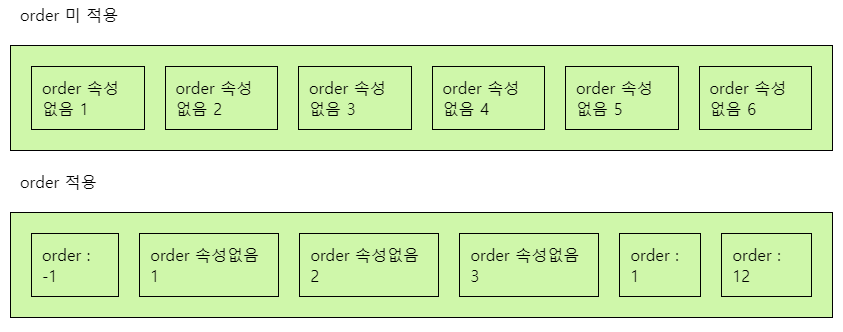 order 미 적용
order 속성
없음 1
order 속성
없음 2
order 속성
없음 3
order 속성
없음 4
order 속성
없음 5
order 속성
없음 6
order 적용
order :
-1
order 속성없음
1
order 속성없음
2
order 속성없음
3
order :
1
order :
12